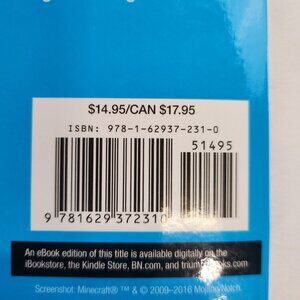 $14.95/CAN $17.95
ISBN: 978-1-62937-231-0
51495
9 781629 37231
An eBook edition of this title is available digitally on the
iBookstore, the Kindle Store, BN.com, and
Screenshot: Minecraft® ™ & © 2009–2016